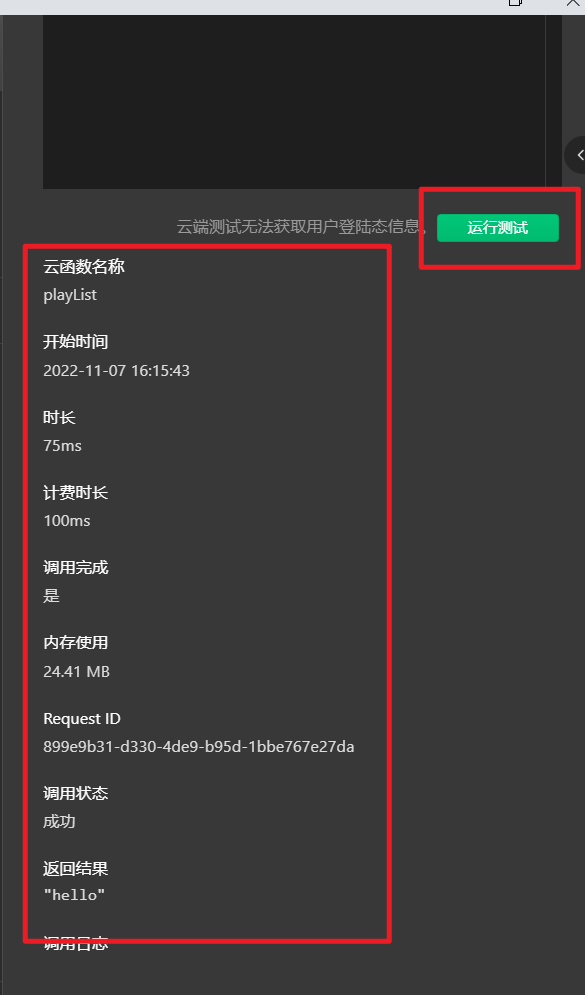 云端测试无法获取用户登陆态信息。
运行测试
云函数名称
playList
开始时间
2022-11-07 16:15:43
时长
75ms
计费时长
100ms
调用完成
是
内存使用
24.41 MB
Request ID
899e9b31-d330-4de9-b95d-1bbe767e27da
调用状态
成功
返回结果
"hello"
调用日志